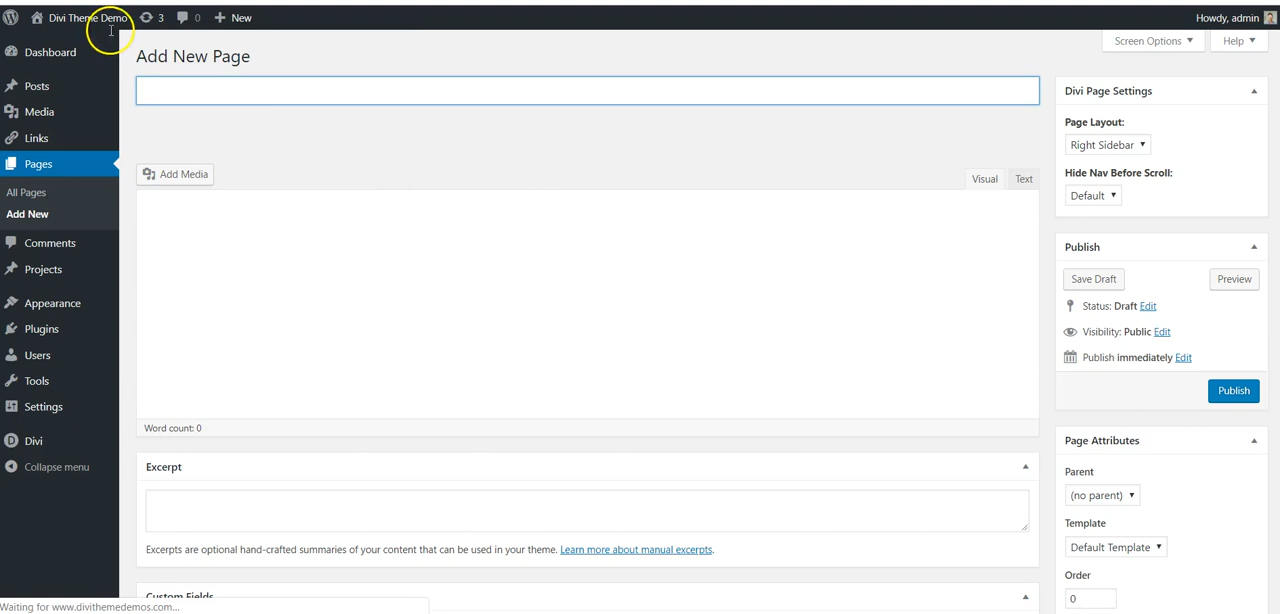 Divi Theme Demo 3 0 New Howdy, admin
Screen Options Help
Dashboard
Posts
Media
Links
Pages
All Pages
Add New
Comments
Projects
Appearance
Plugins
Users
Tools
Settings
Divi
Collapse menu
Add New Page
Add Media
Visual Text
Word count: 0
Excerpt
Excerpts are optional hand-crafted summaries of your content that can be used in your theme. Learn more about manual excerpts.
Custom Fields
Divi Page Settings
Page Layout:
Right Sidebar
Hide Nav Before Scroll:
Default
Publish
Save Draft Preview
Status: Draft Edit
Visibility: Public Edit
Publish immediately Edit
Publish
Page Attributes
Parent
(no parent)
Template
Default Template
Order
0
Waiting for www.divithemedemos.com...